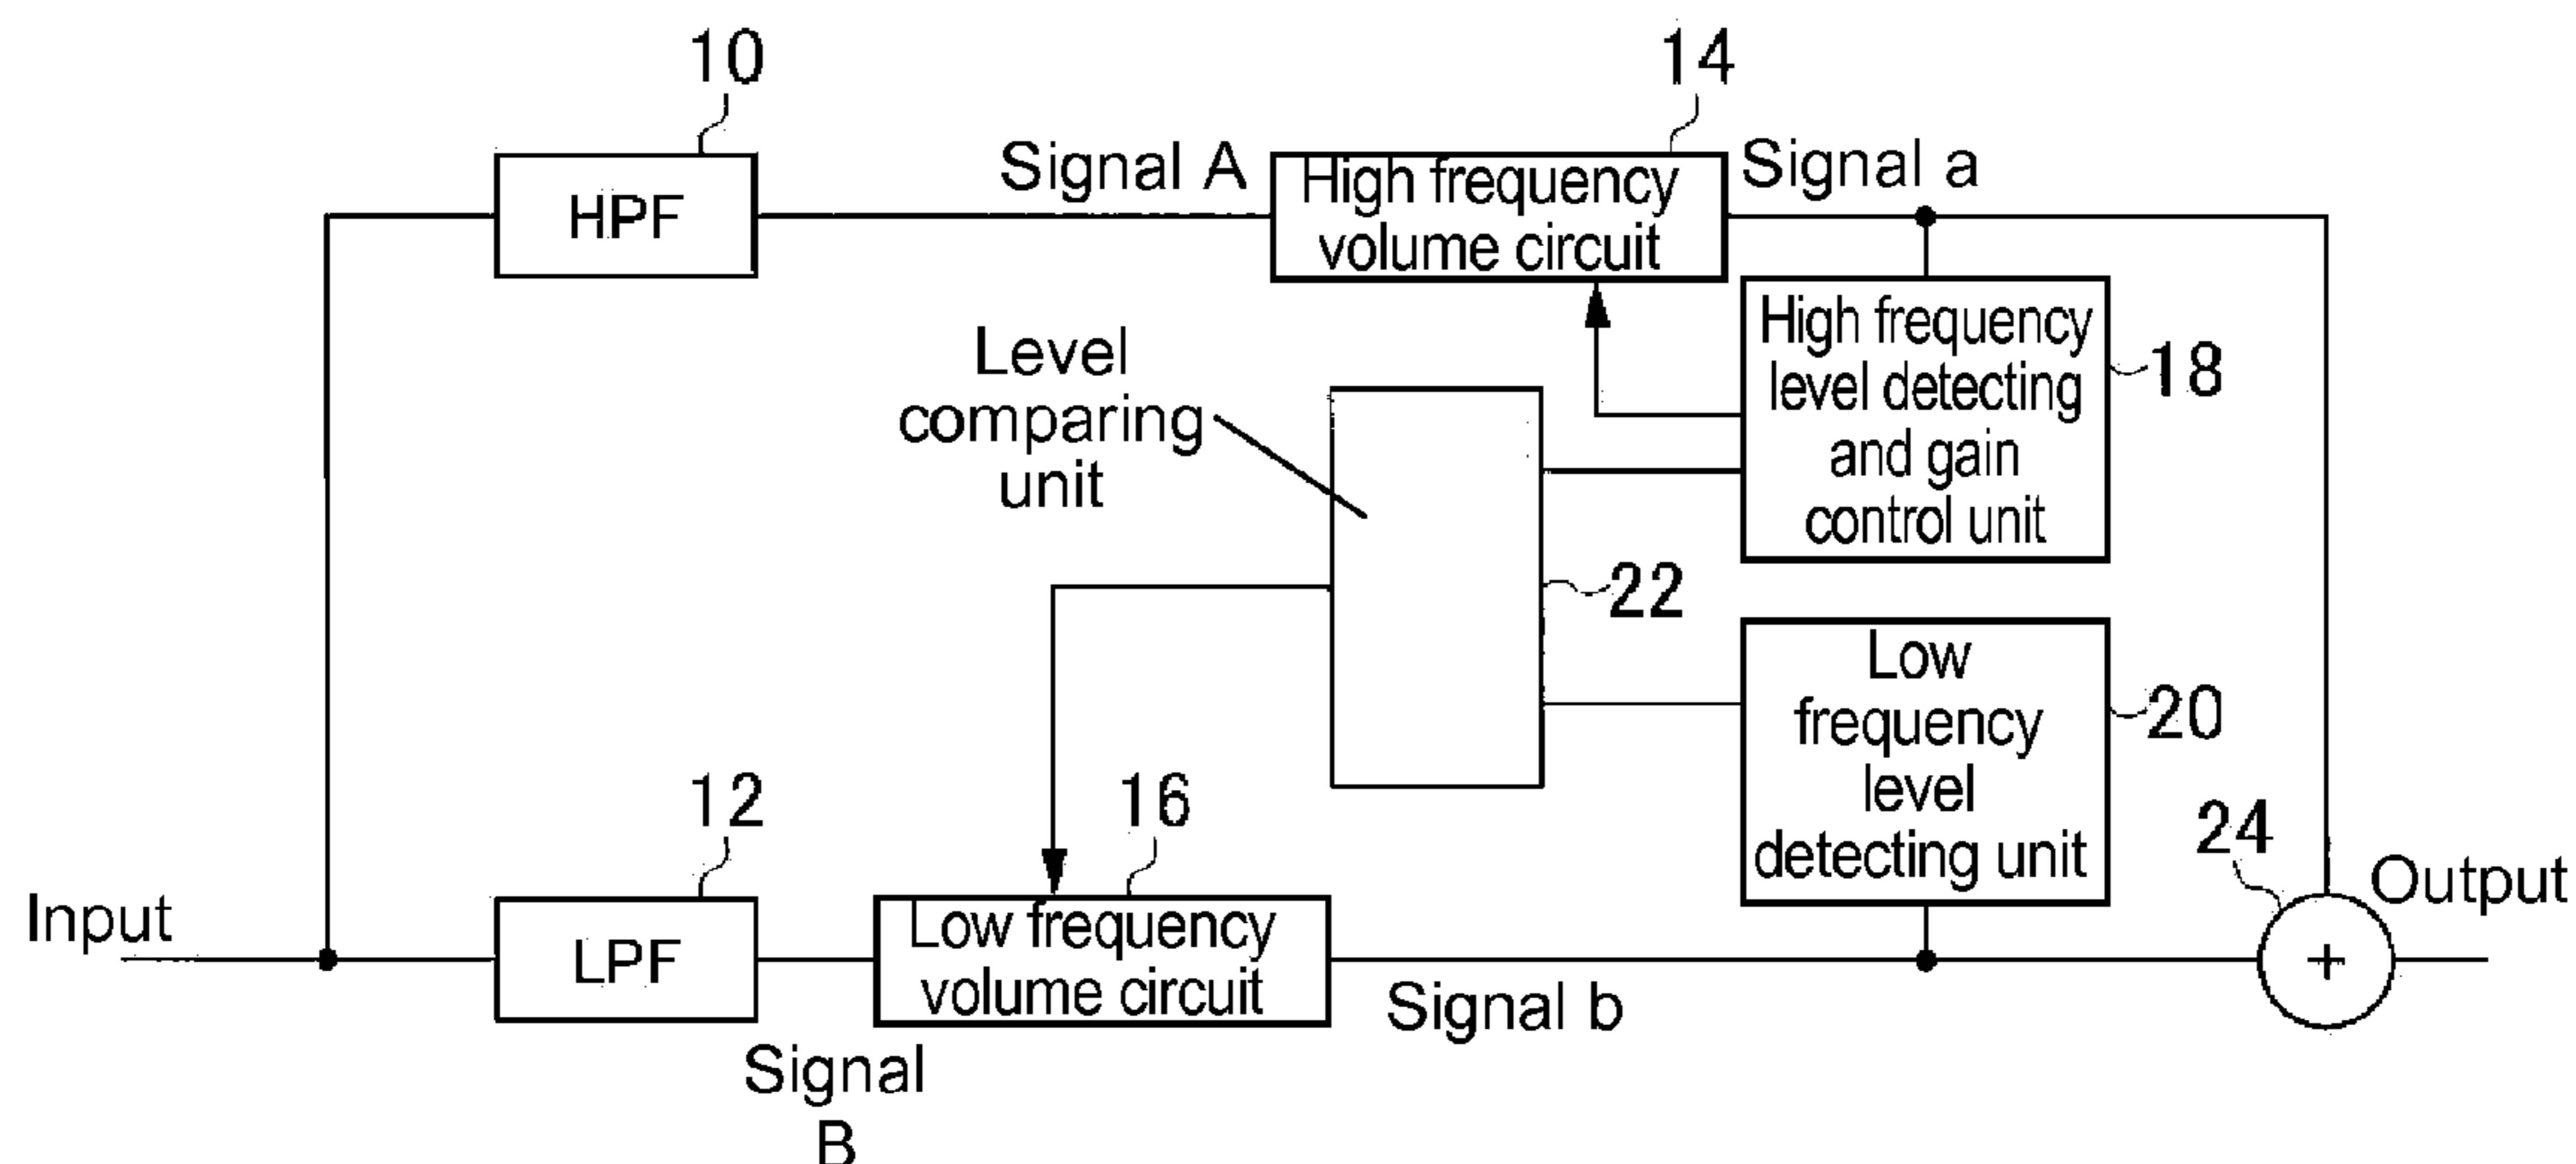 10
14
Signal A
High frequency
volume circuit
Signal a
HPF
High frequency
level detecting
and gain
control unit
18
Level
comparing
unit
22
Low
frequency
level
detecting unit
20
12
16
24
Input
LPF
Low frequency
volume circuit
+
Output
Signal b
Signal
B